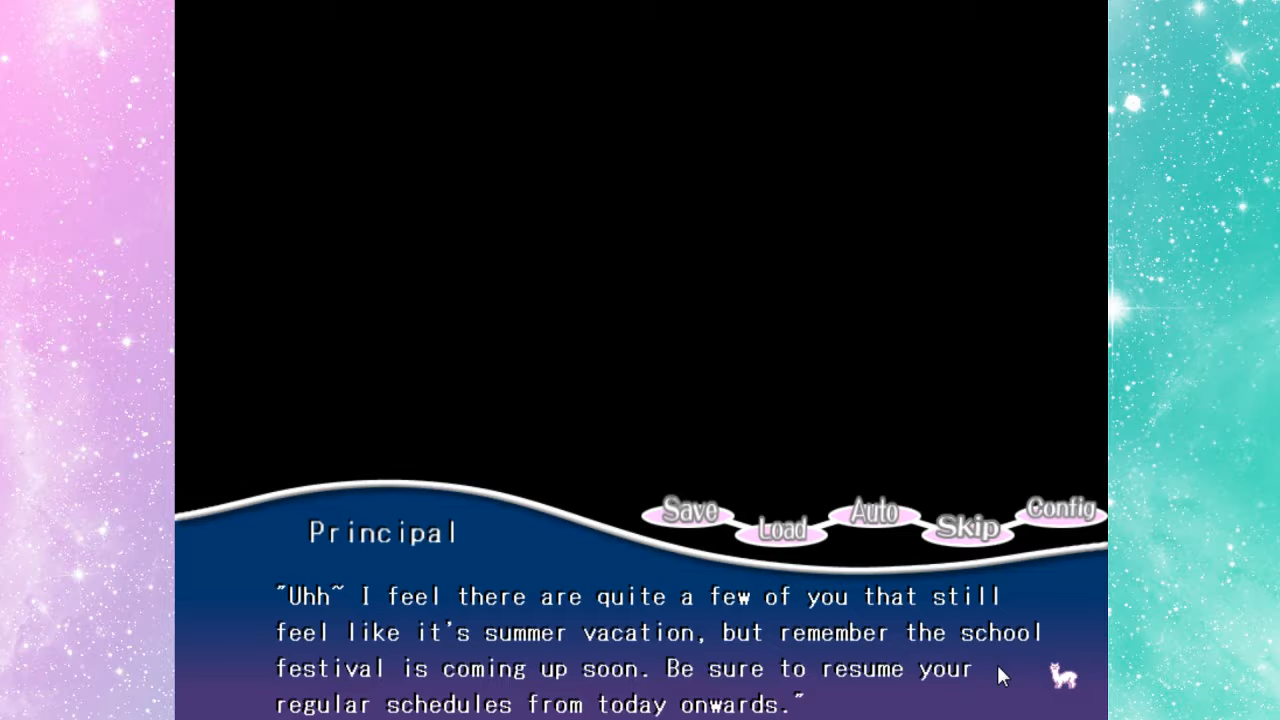 Save
Load
Auto
Skip
Config
Principal
"Uhh~ I feel there are quite a few of you that still
feel like it's summer vacation, but remember the school
festival is coming up soon. Be sure to resume your
regular schedules from today onwards."